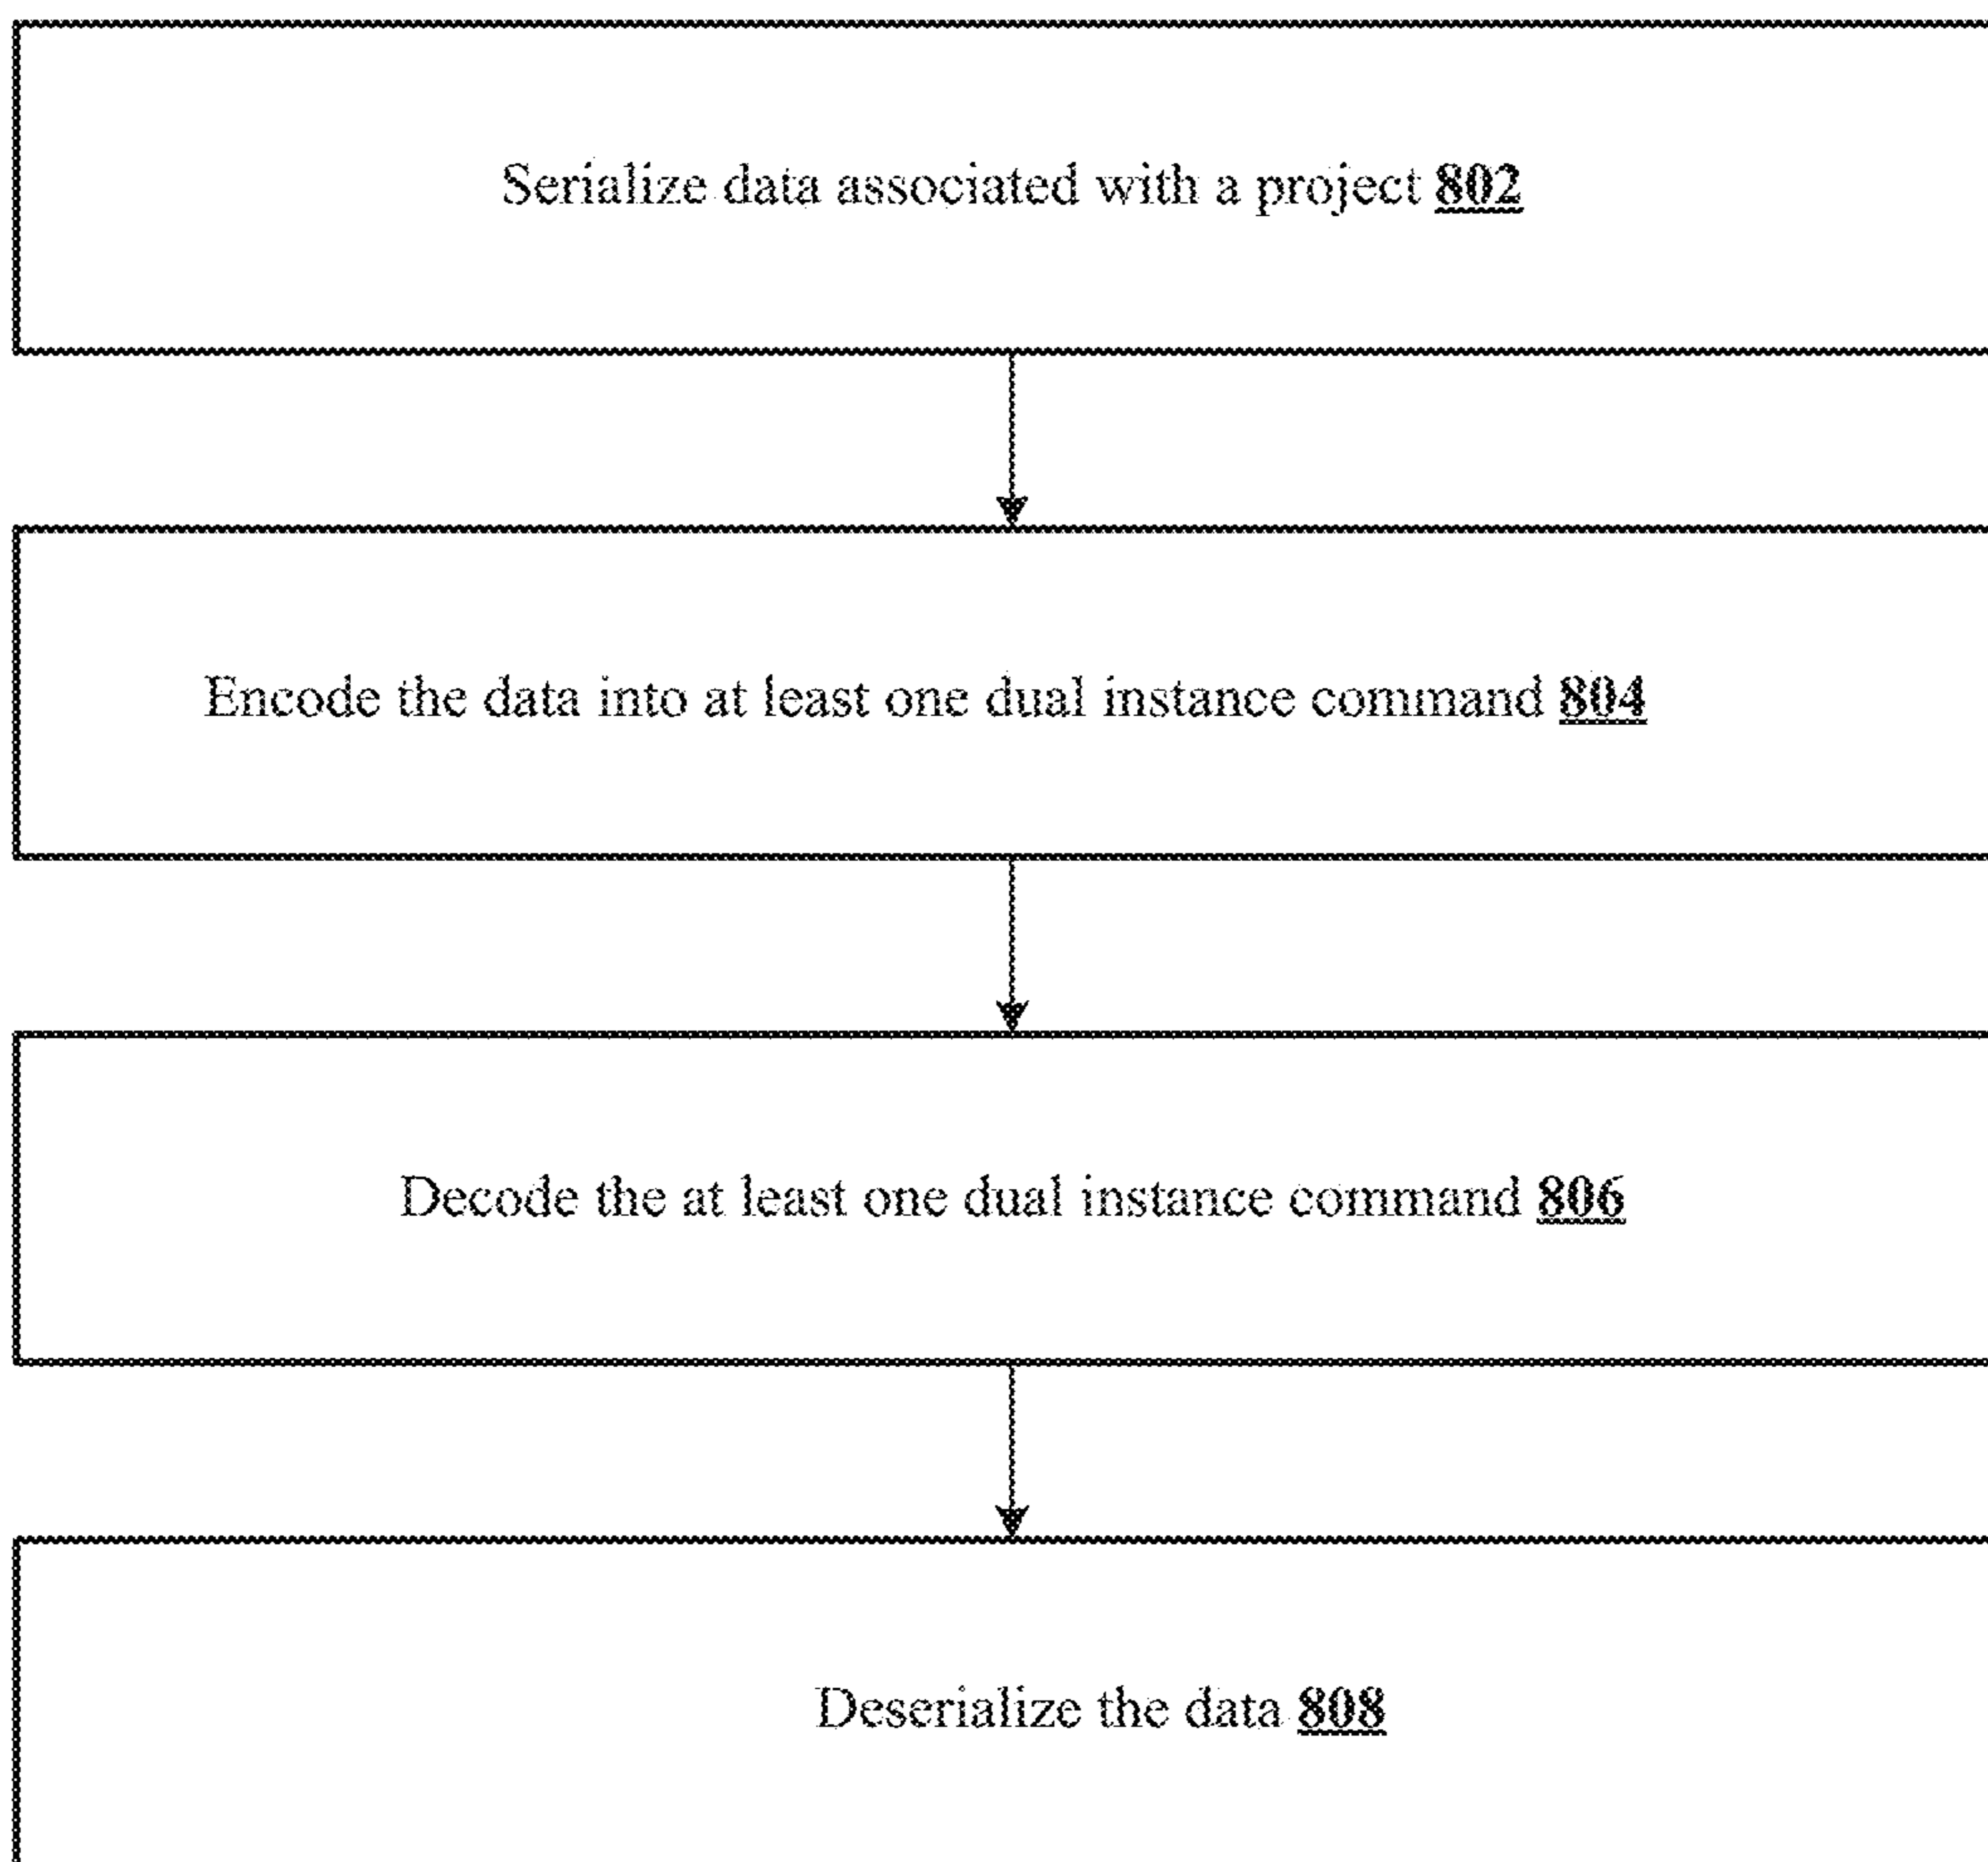 Serialize data associated with a project 802
Encode the data into at least one dual instance command 804
Decode the at least one dual instance command 806
Deserialize the data 808